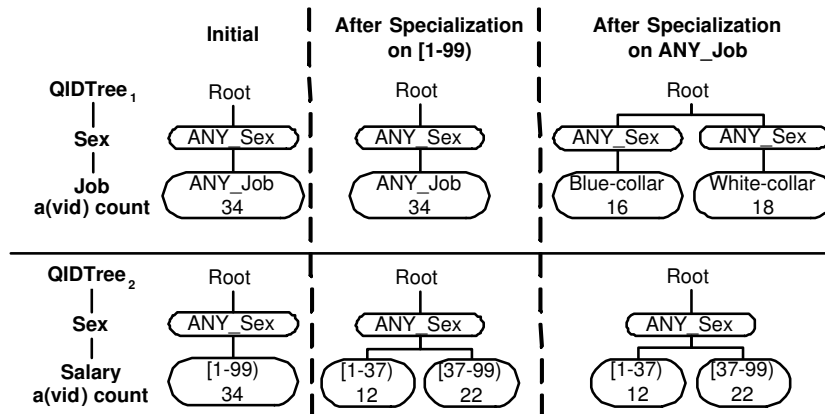 Initial
After Specialization
on [1-99)
After Specialization
on ANY_Job
QIDTree1
Root
Root
Root
Sex
ANY_Sex
ANY_Sex
ANY_Sex
ANY_Sex
Job
ANY_Job
ANY_Job
Blue-collar
White-collar
a(vid) count
34
34
16
18
QIDTree2
Root
Root
Root
Sex
ANY_Sex
ANY_Sex
ANY_Sex
Salary
[1-99)
[1-37)
[37-99)
[1-37)
[37-99)
a(vid) count
34
12
22
12
22